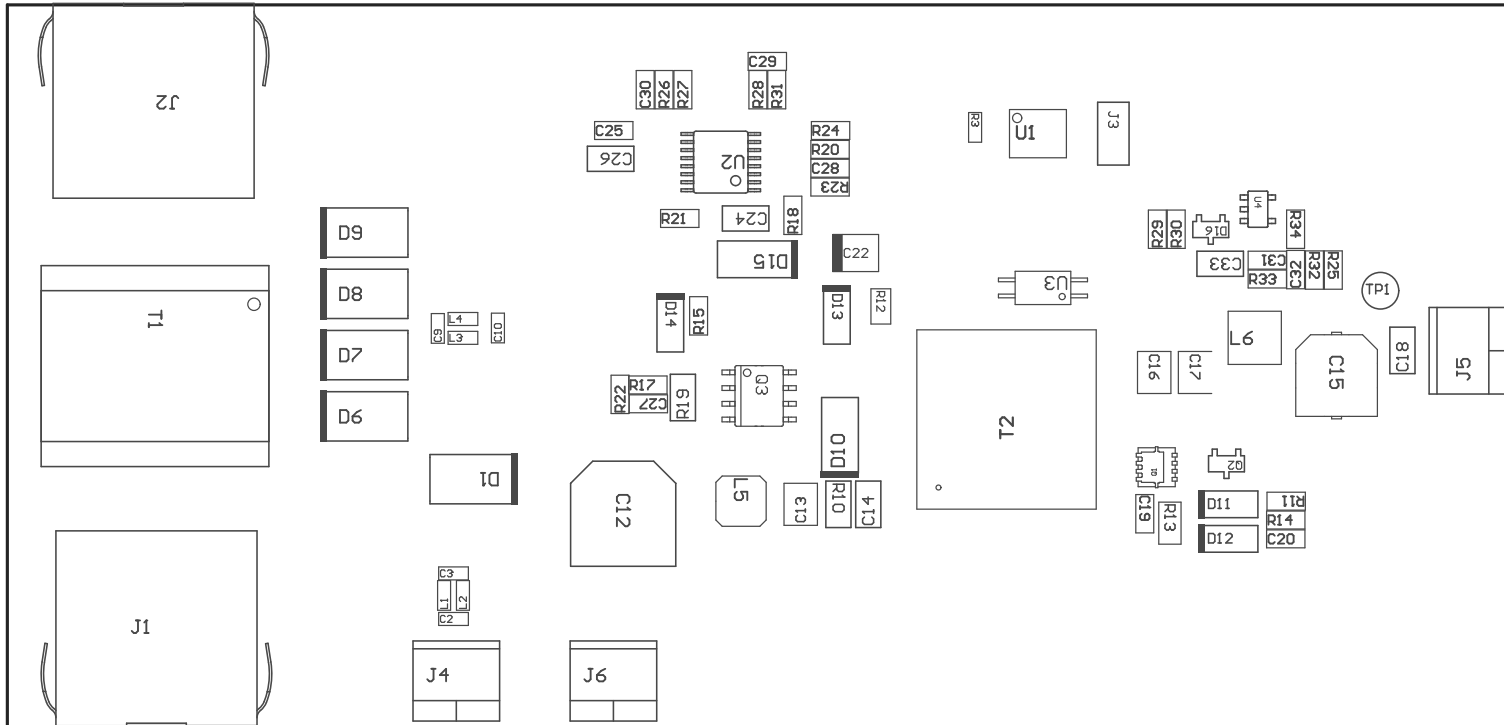 J2
C29
C30
R26
R27
R28
R31
C25
C26
U2
R24
R20
C28
R23
R3
U1
J3
R21
C24
R18
D15
C22
R29
R30
D16
U4
R34
C33
C31
R33
C32
R32
R25
TP1
D9
D8
D7
D6
T1
C9
L4
L3
C10
D14
R15
D13
R12
U3
L6
C15
C18
J5
C16
C17
R22
R17
C27
R19
Q3
D10
T2
D1
C12
L5
C13
R10
C14
Q2
C19
R13
D11
D12
R11
R14
C20
C3
L1
L2
C2
J1
J4
J6